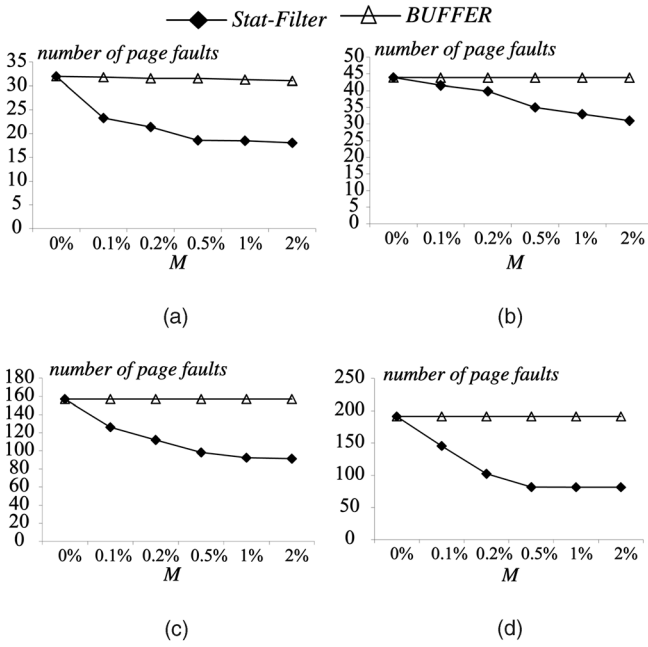 Stat-Filter BUFFER
number of page faults
35
30
25
20
15
10
5
0
0% 0.1% 0.2% 0.5% 1% 2%
M
(a)
number of page faults
50
45
40
35
30
25
20
15
10
5
0
0% 0.1% 0.2% 0.5% 1% 2%
M
(b)
number of page faults
180
160
140
120
100
80
60
40
20
0
0% 0.1% 0.2% 0.5% 1% 2%
M
(c)
number of page faults
250
200
150
100
50
0
0% 0.1% 0.2% 0.5% 1% 2%
M
(d)